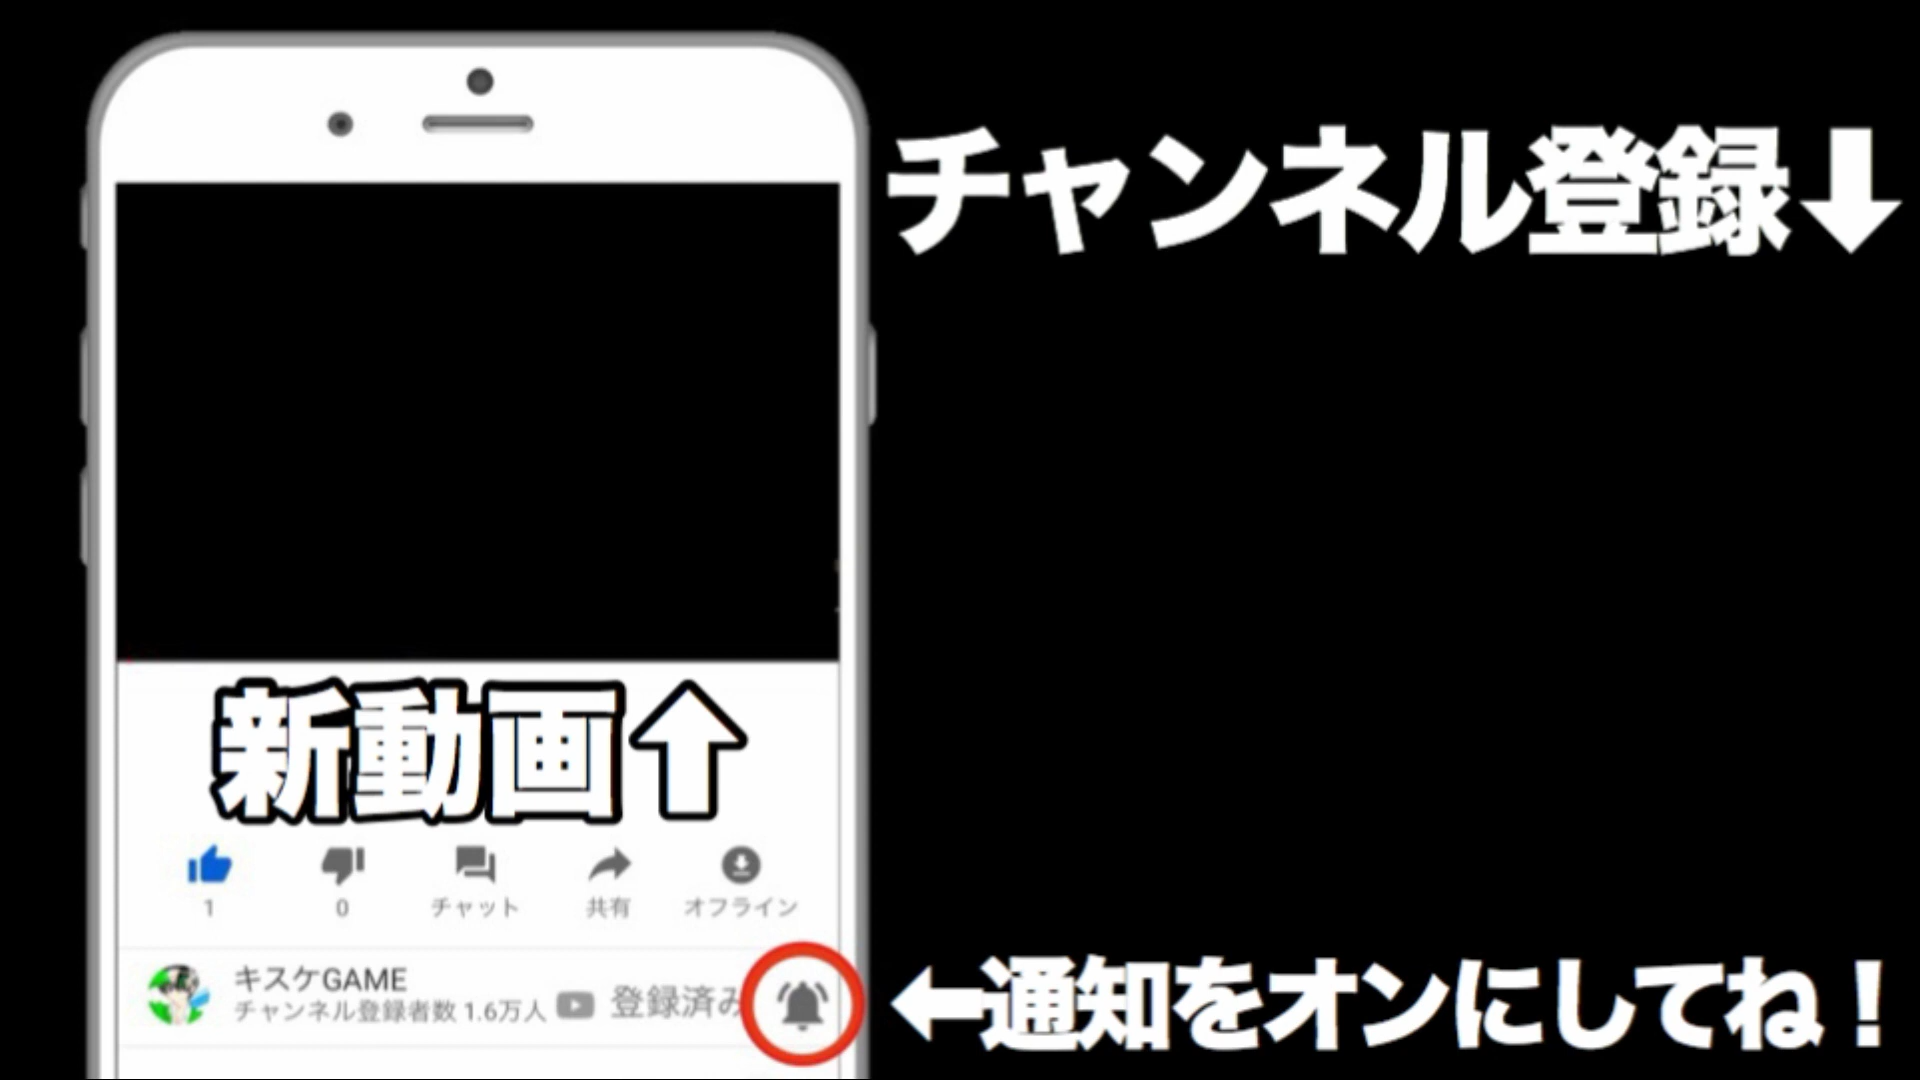 チャンネル登録↓
新動画↑
1
0
チャット
共有
オフライン
キスケGAME
チャンネル登録者数 1.6万人
登録済み
←通知をオンにしてね！